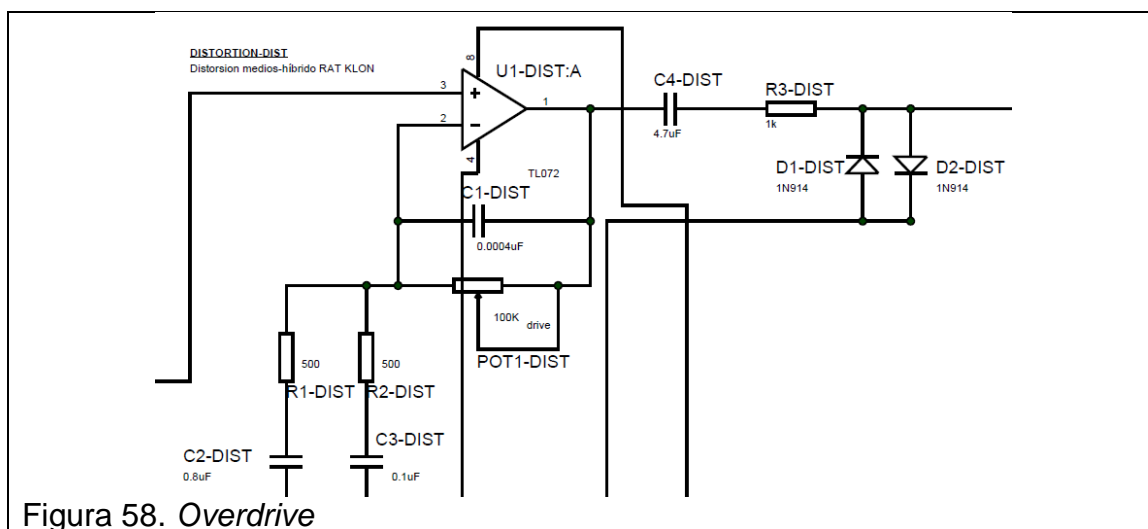 DISTORTION-DIST
Distorsion medios-híbrido RAT KLON
8
U1-DIST:A
3
2
1
4
TL072
C4-DIST
4.7uF
R3-DIST
1k
D1-DIST
1N914
D2-DIST
1N914
C1-DIST
0.0004uF
100K
drive
POT1-DIST
500
R1-DIST
500
R2-DIST
C2-DIST
0.8uF
C3-DIST
0.1uF
Figura 58. Overdrive